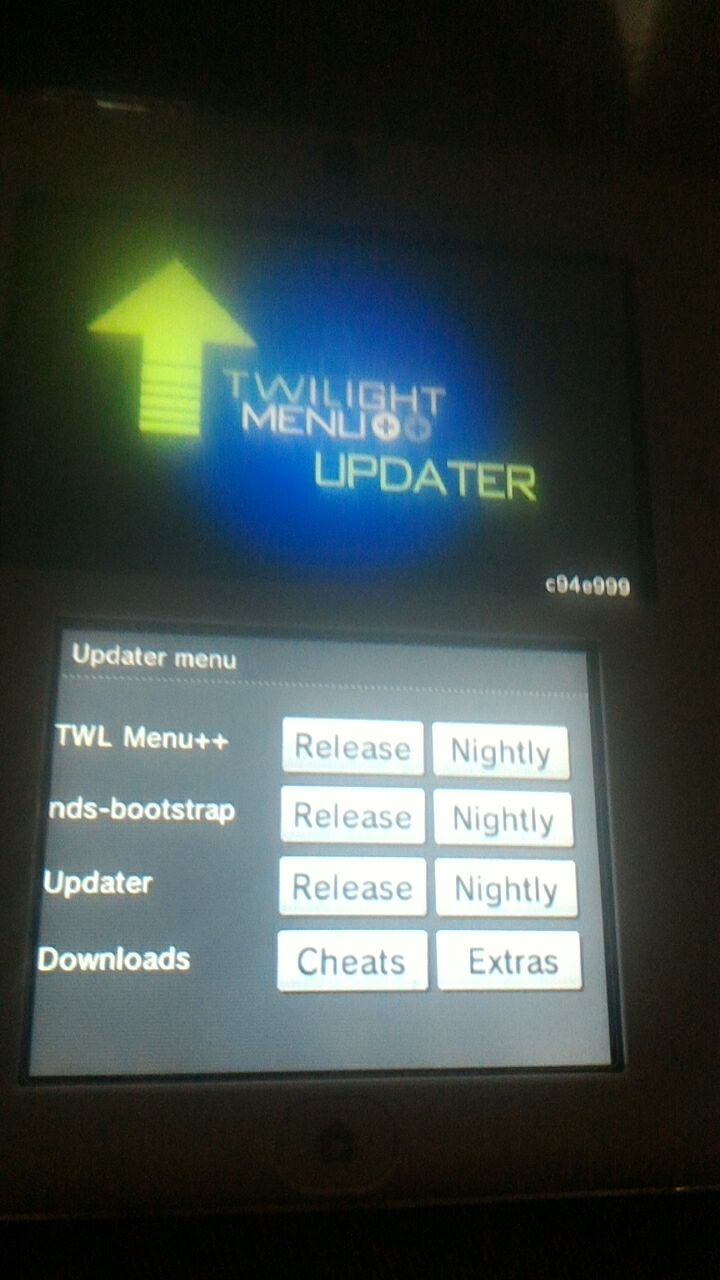 TWILIGHT
MENU++
UPDATER
c94e999
Updater menu
TWL Menu++ Release Nightly
nds-bootstrap Release Nightly
Updater Release Nightly
Downloads Cheats Extras